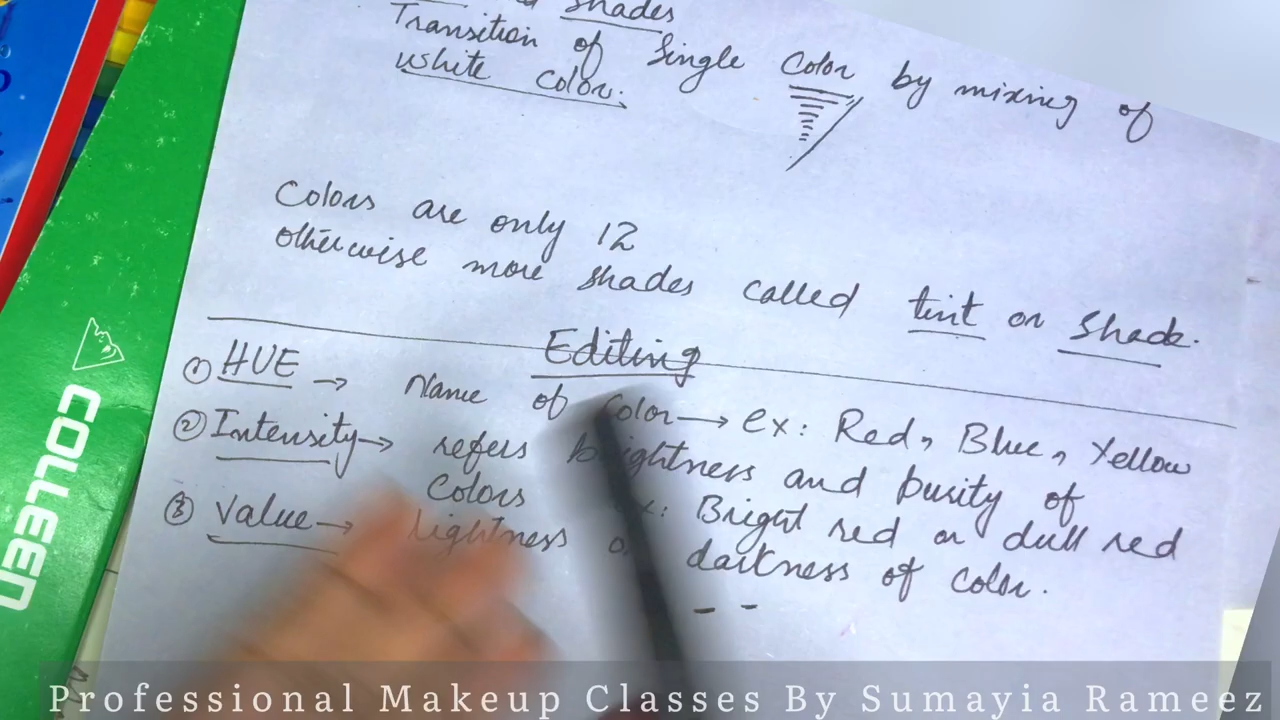 Shades
Transition of Single Color by mixing of
white color.
Colors are only 12
otherwise more shades called tint or Shade.
Editing
① HUE → Name of Color → ex: Red, Blue, Yellow
② Intensity → refers brightness and purity of
Colors ex: Bright red or dull red
③ Value → lightness or darkness of color.
COLLEEN
Professional Makeup Classes By Sumayia Rameez